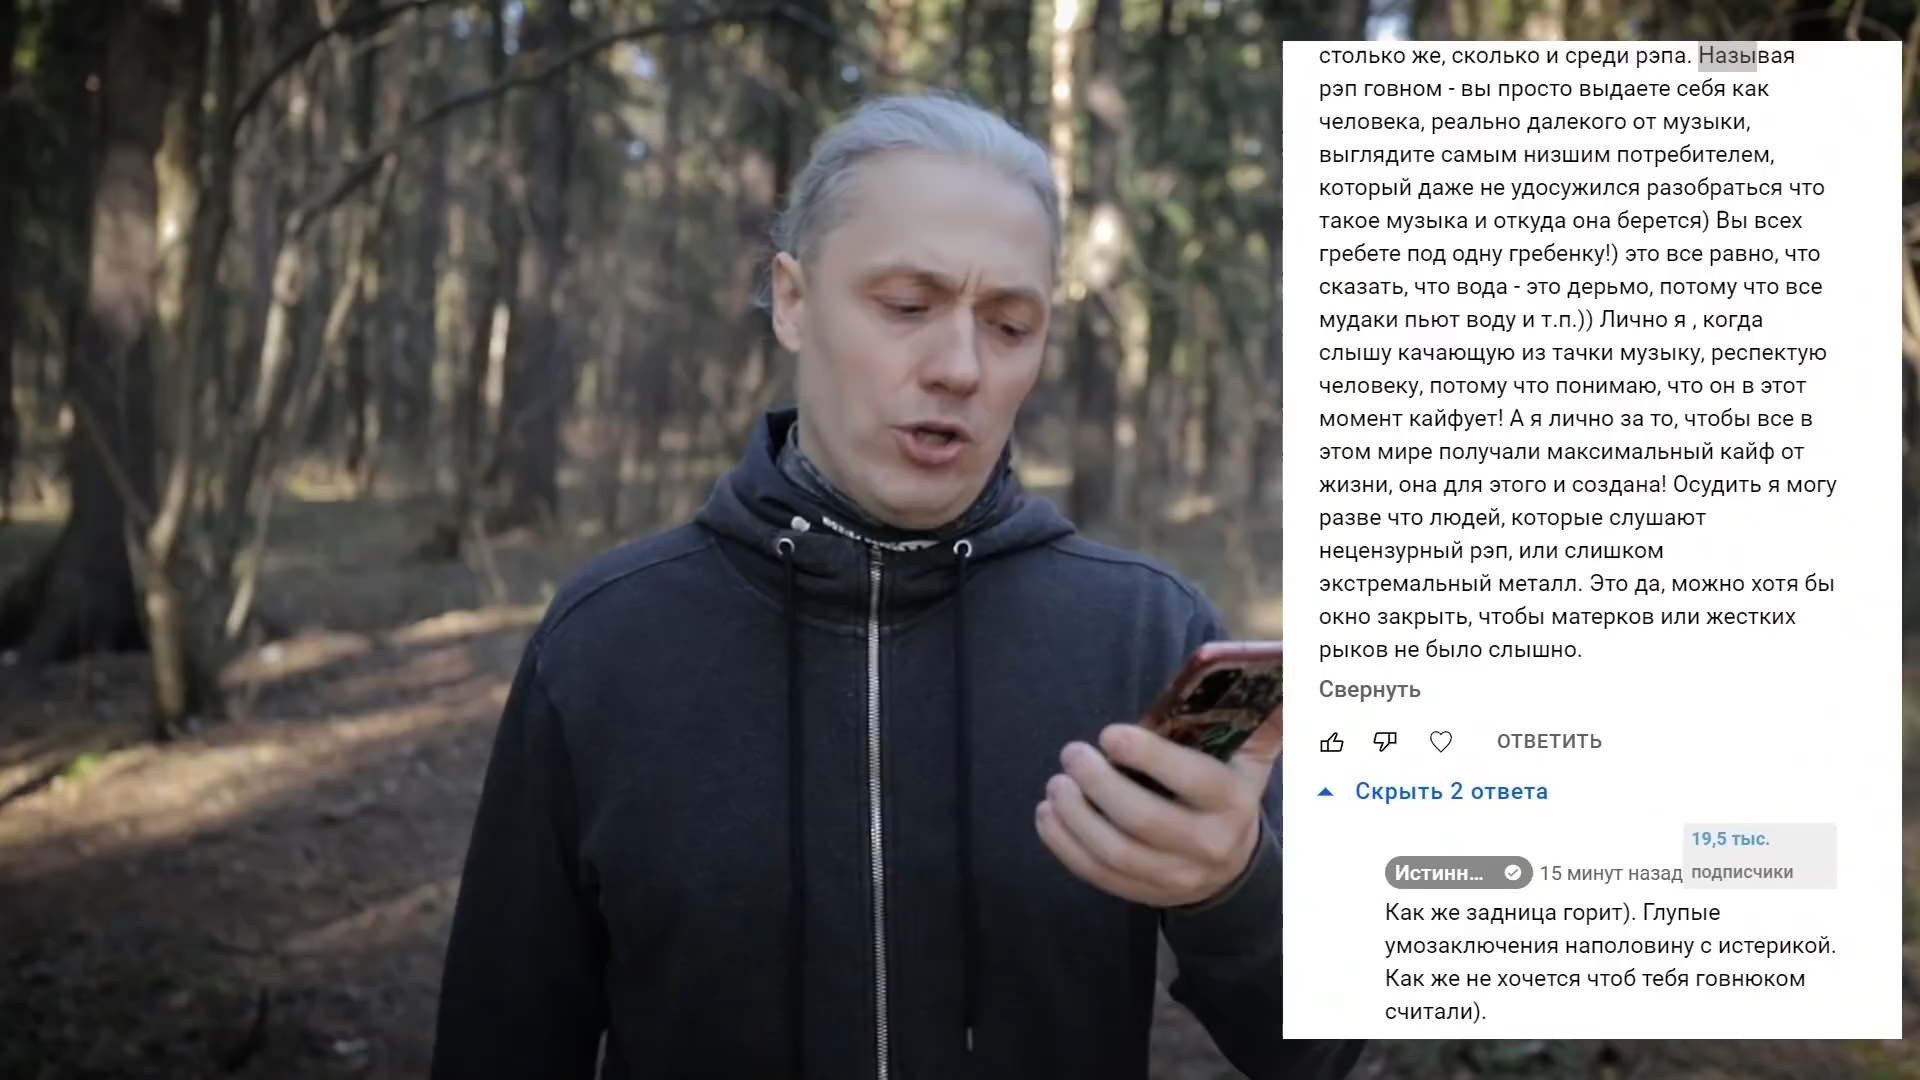 столько же, сколько и среди рэпа. Называя
рэп говном - вы просто выдаете себя как
человека, реально далекого от музыки,
выглядите самым низшим потребителем,
который даже не удосужился разобраться что
такое музыка и откуда она берется) Вы всех
гребете под одну гребенку!) это все равно, что
сказать, что вода - это дерьмо, потому что все
мудаки пьют воду и т.п.)) Лично я , когда
слышу качающую из тачки музыку, респектую
человеку, потому что понимаю, что он в этот
момент кайфует! А я лично за то, чтобы все в
этом мире получали максимальный кайф от
жизни, она для этого и создана! Осудить я могу
разве что людей, которые слушают
нецензурный рэп, или слишком
экстремальный металл. Это да, можно хотя бы
окно закрыть, чтобы матерков или жестких
рыков не было слышно.
Свернуть
ОТВЕТИТЬ
Скрыть 2 ответа
19,5 тыс.
подписчики
Истинн... 15 минут назад
Как же задница горит). Глупые
умозаключения наполовину с истерикой.
Как же не хочется чтоб тебя говнюком
считали).